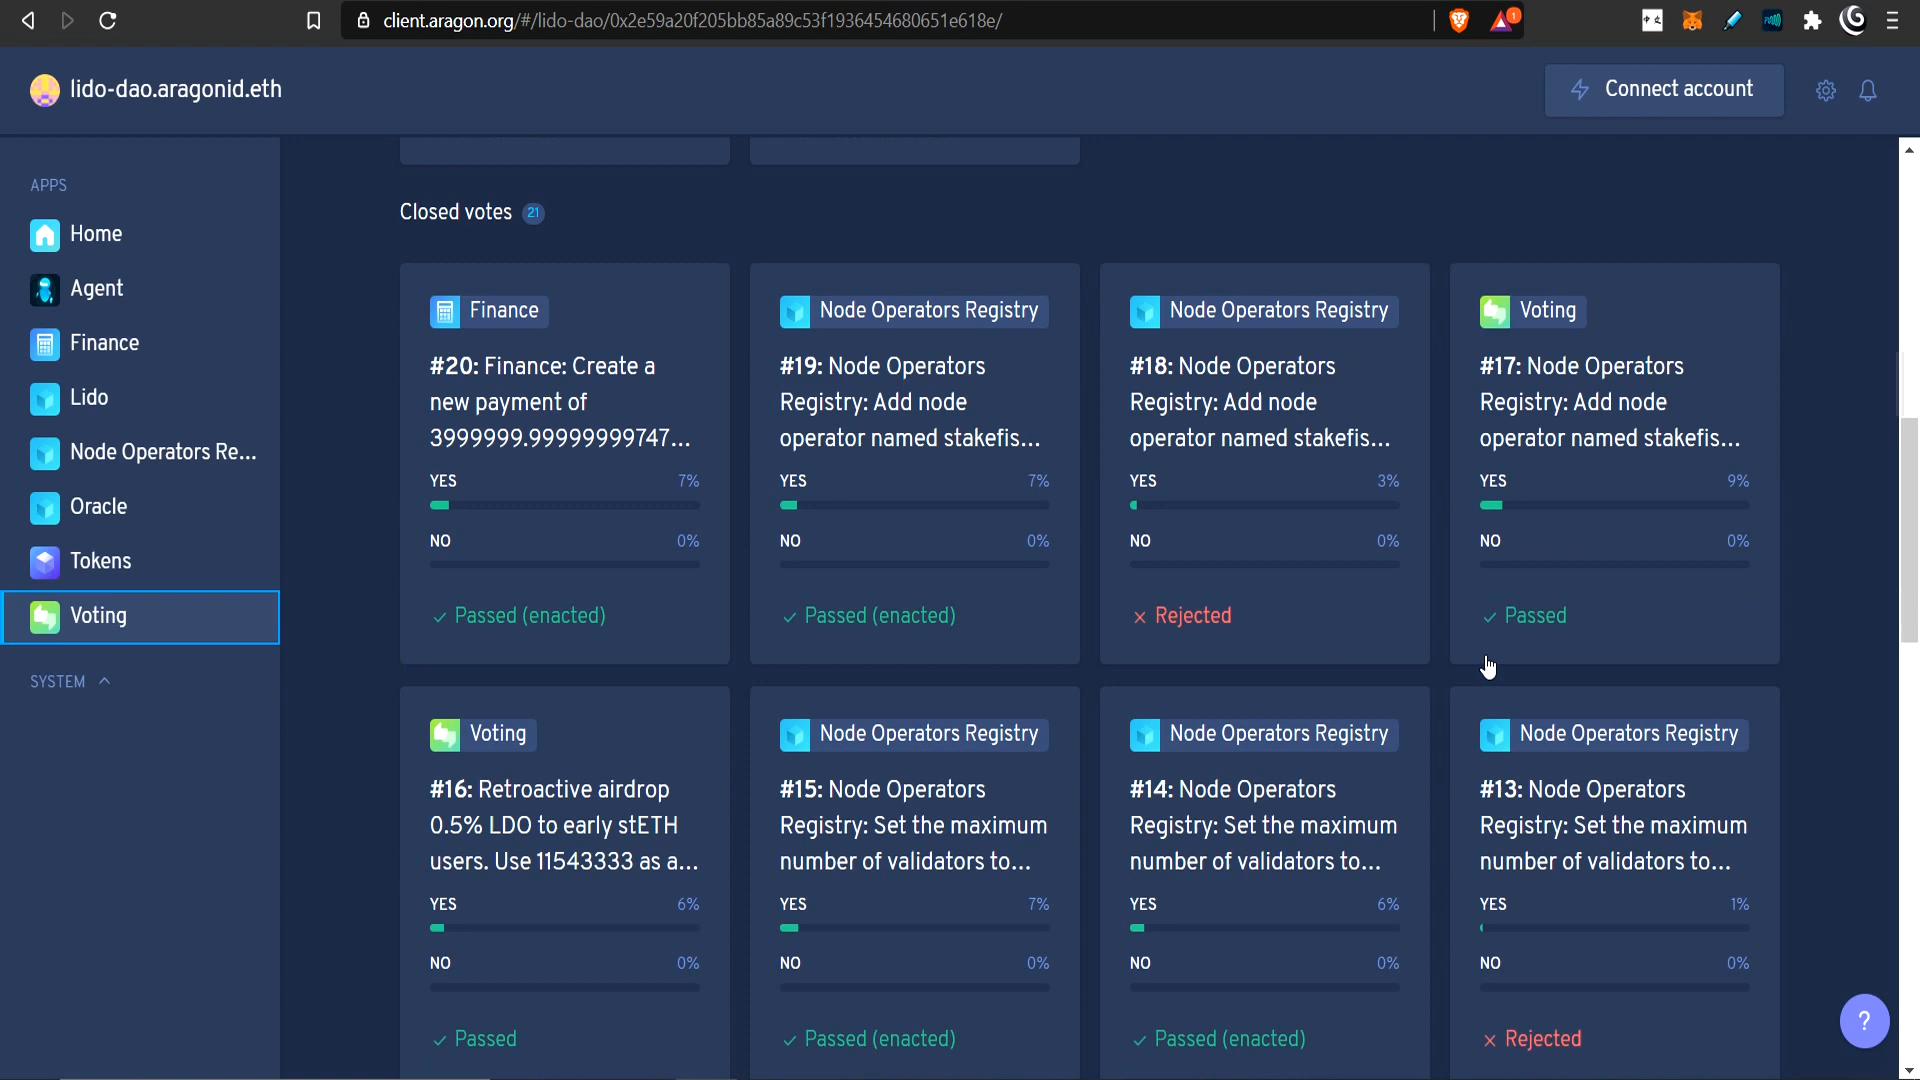 client.aragon.org/#/lido-dao/0x2e59a20f205bb85a89c53f1936454680651e618e/
1
lido-dao.aragonid.eth
Connect account
APPS
Home
Agent
Finance
Lido
Node Operators Re...
Oracle
Tokens
Voting
SYSTEM
Closed votes 21
Finance
#20: Finance: Create a
new payment of
3999999.99999999747...
YES 7%
NO 0%
Passed (enacted)
Node Operators Registry
#19: Node Operators
Registry: Add node
operator named stakefis...
YES 7%
NO 0%
Passed (enacted)
Node Operators Registry
#18: Node Operators
Registry: Add node
operator named stakefis...
YES 3%
NO 0%
Rejected
Voting
#17: Node Operators
Registry: Add node
operator named stakefis...
YES 9%
NO 0%
Passed
Voting
#16: Retroactive airdrop
0.5% LDO to early stETH
users. Use 11543333 as a...
YES 6%
NO 0%
Passed
Node Operators Registry
#15: Node Operators
Registry: Set the maximum
number of validators to...
YES 7%
NO 0%
Passed (enacted)
Node Operators Registry
#14: Node Operators
Registry: Set the maximum
number of validators to...
YES 6%
NO 0%
Passed (enacted)
Node Operators Registry
#13: Node Operators
Registry: Set the maximum
number of validators to...
YES 1%
NO 0%
Rejected
?